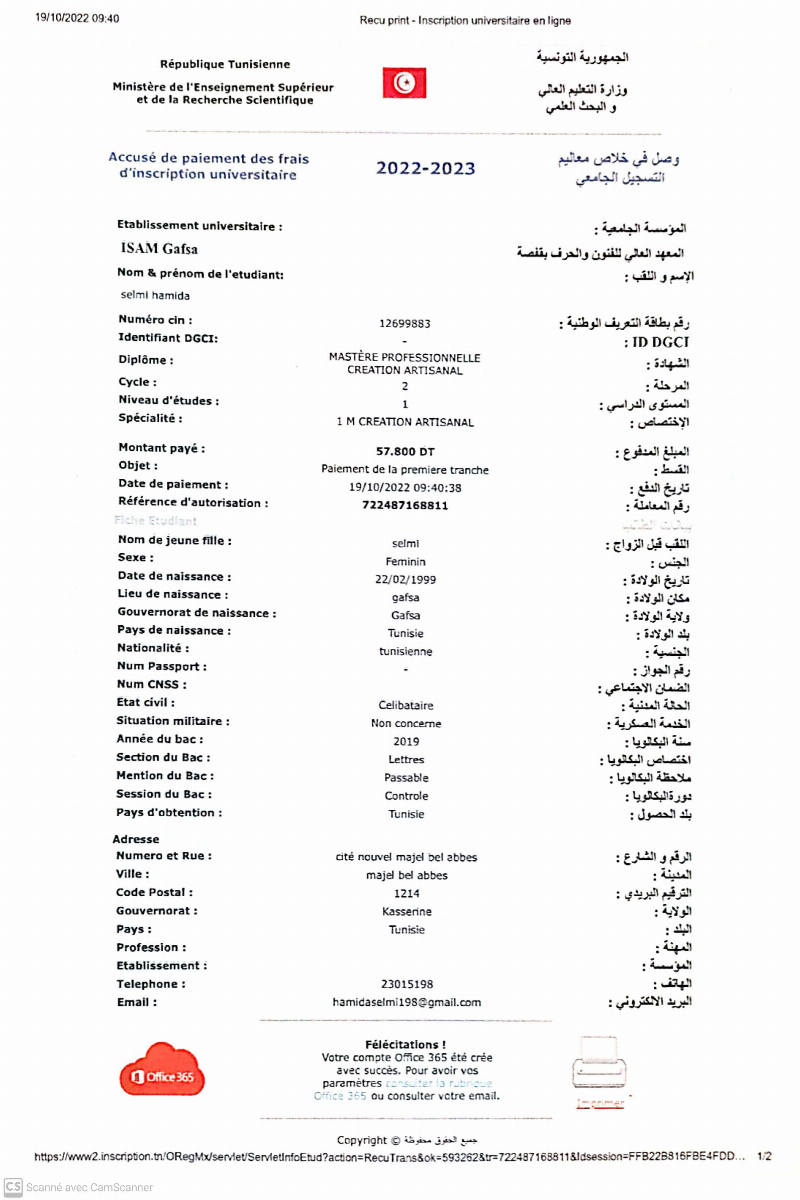 19/10/2022 09:40 Recu print - Inscription universitaire en ligne
République Tunisienne الجمهورية التونسية
Ministère de l'Enseignement Supérieur وزارة التعليم العالي
et de la Recherche Scientifique و البحث العلمي
Accusé de paiement des frais 2022-2023 وصل في خلاص معاليم
d'inscription universitaire التسجيل الجامعي
Etablissement universitaire : المؤسسة الجامعية :
ISAM Gafsa المعهد العالي للفنون والحرف بقفصة
Nom & prénom de l'etudiant: الإسم و اللقب :
selmi hamida
Numéro cin : 12699883 رقم بطاقة التعريف الوطنية :
Identifiant DGCI: - : ID DGCI
Diplôme : MASTÈRE PROFESSIONNELLE الشهادة :
CREATION ARTISANAL
Cycle : 2 المرحلة :
Niveau d'études : 1 المستوى الدراسي :
Spécialité : 1 M CREATION ARTISANAL الإختصاص :
Montant payé : 57.800 DT المبلغ المدفوع :
Objet : Paiement de la premiere tranche القسط :
Date de paiement : 19/10/2022 09:40:38 تاريخ الدفع :
Référence d'autorisation : 722487168811 رقم المعاملة :
Fiche Etudiant بيانات الطالب
Nom de jeune fille : selmi اللقب قبل الزواج :
Sexe : Feminin الجنس :
Date de naissance : 22/02/1999 تاريخ الولادة :
Lieu de naissance : gafsa مكان الولادة :
Gouvernorat de naissance : Gafsa ولاية الولادة :
Pays de naissance : Tunisie بلد الولادة :
Nationalité : tunisienne الجنسية :
Num Passport : - رقم الجواز :
Num CNSS : الضمان الاجتماعي :
Etat civil : Celibataire الحالة المدنية :
Situation militaire : Non concerne الخدمة العسكرية :
Année du bac : 2019 سنة البكالويا :
Section du Bac : Lettres اختصاص البكالويا :
Mention du Bac : Passable ملاحظة البكالويا :
Session du Bac : Controle دورةالبكالويا :
Pays d'obtention : Tunisie بلد الحصول :
Adresse
Numero et Rue : cité nouvel majel bel abbes الرقم و الشارع :
Ville : majel bel abbes المدينة :
Code Postal : 1214 الترقيم البريدي :
Gouvernorat : Kasserine الولاية :
Pays : Tunisie البلد :
Profession : المهنة :
Etablissement : المؤسسة :
Telephone : 23015198 الهاتف :
Email : hamidaselmi198@gmail.com البريد الالكتروني :
Félécitations !
Votre compte Office 365 été crée
avec succès. Pour avoir vos
paramètres consulter la rubrique
Office 365 ou consulter votre email.
Office 365
Imprimer
Copyright © جميع الحقوق محفوظة
https://www2.inscription.tn/ORegMx/servlet/ServletInfoEtud?action=RecuTrans&ok=593262&tr=722487168811&Idsession=FFB22B816FBE4FDD... 1/2
CS Scanné avec CamScanner